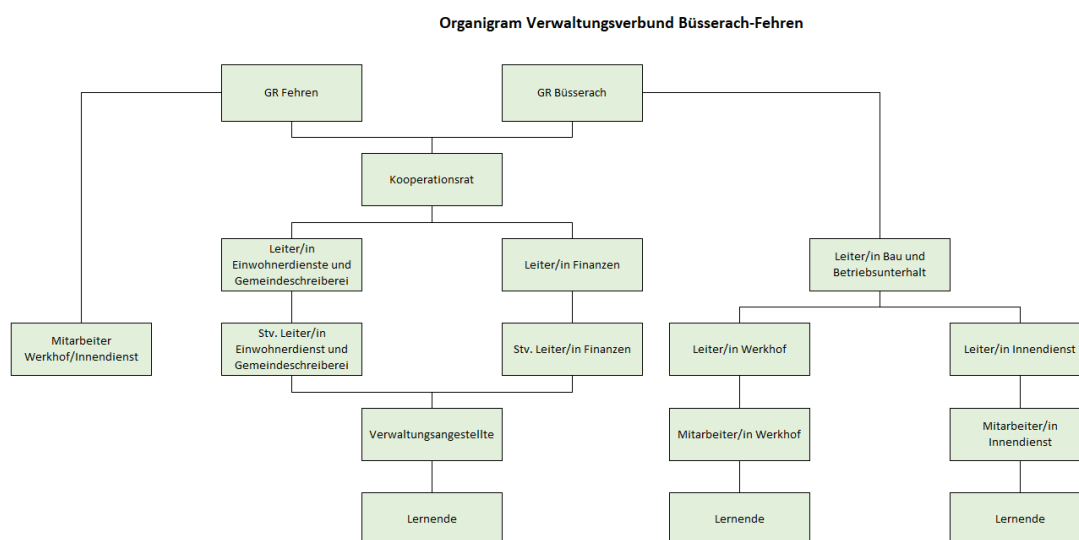 Organigram Verwaltungsverbund Büsserach-Fehren
GR Fehren
GR Büsserach
Kooperationsrat
Leiter/in
Einwohnerdienste und
Gemeindeschreiberei
Leiter/in Finanzen
Leiter/in Bau und
Betriebsunterhalt
Mitarbeiter
Werkhof/Innendienst
Stv. Leiter/in
Einwohnerdienst und
Gemeindeschreiberei
Stv. Leiter/in Finanzen
Leiter/in Werkhof
Leiter/in Innendienst
Verwaltungsangestellte
Mitarbeiter/in Werkhof
Mitarbeiter/in
Innendienst
Lernende
Lernende
Lernende